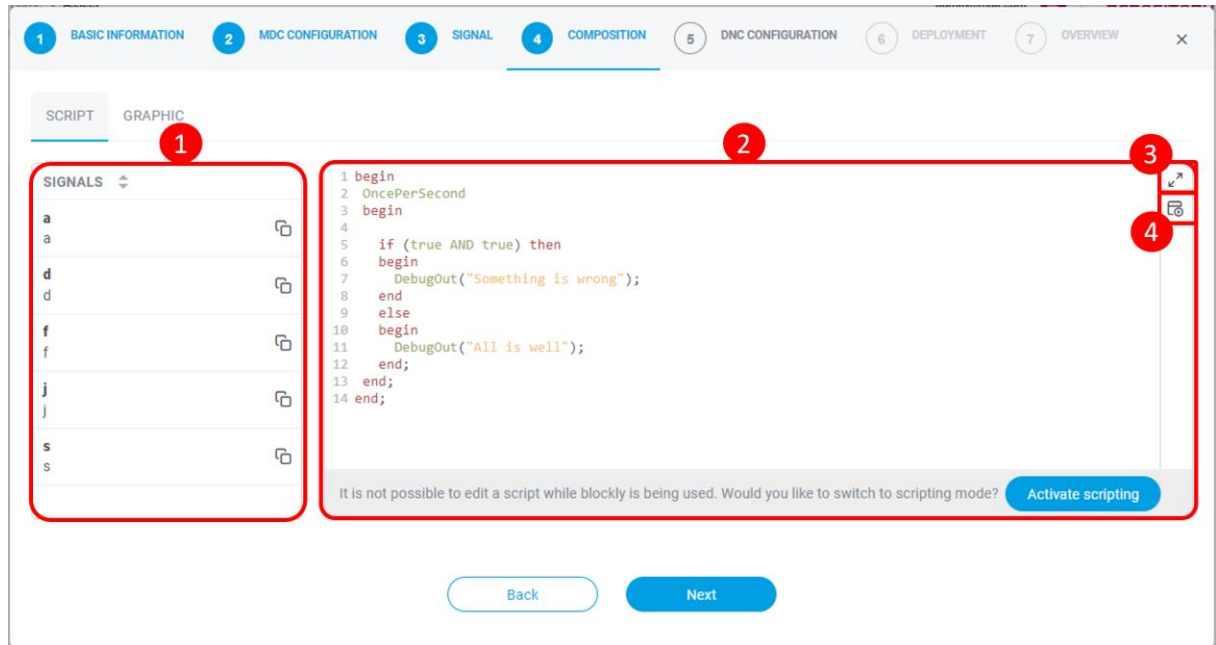 1 BASIC INFORMATION 2 MDC CONFIGURATION 3 SIGNAL 4 COMPOSITION 5 DNC CONFIGURATION 6 DEPLOYMENT 7 OVERVIEW
SCRIPT GRAPHIC
1
2
3
4
SIGNALS
a
a
d
d
f
f
j
j
s
s
1 begin
2 OncePerSecond
3 begin
4
5 if (true AND true) then
6 begin
7 DebugOut("Something is wrong");
8 end
9 else
10 begin
11 DebugOut("All is well");
12 end;
13 end;
14 end;
It is not possible to edit a script while blockly is being used. Would you like to switch to scripting mode? Activate scripting
Back Next